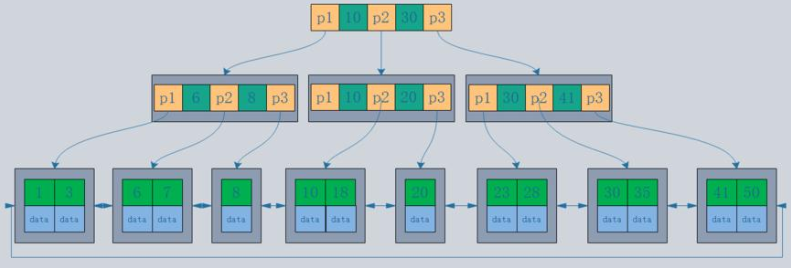 p1 10 p2 30 p3
p1 6 p2 8 p3
p1 10 p2 20 p3
p1 30 p2 41 p3
1 3
data data
6 7
data data
8
data
10 18
data data
20
data
23 28
data data
30 35
data data
41 50
data data